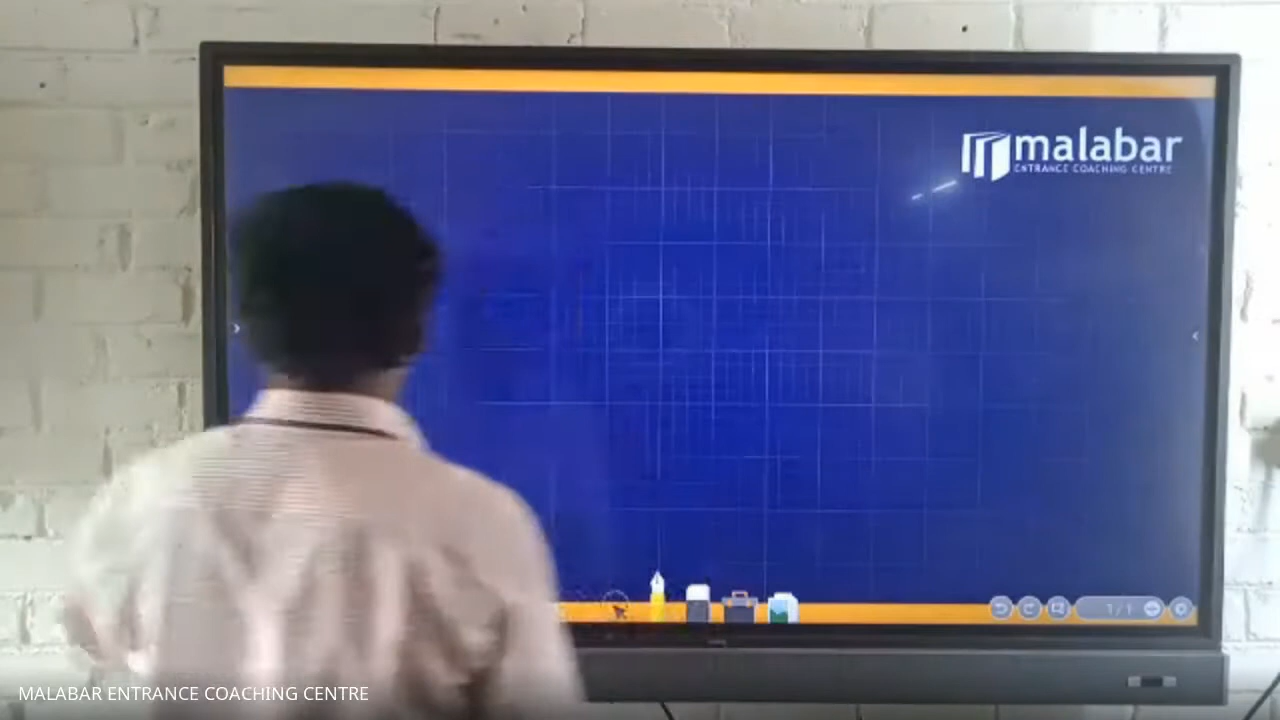 malabar
ENTRANCE COACHING CENTRE
1 / 1
MALABAR ENTRANCE COACHING CENTRE